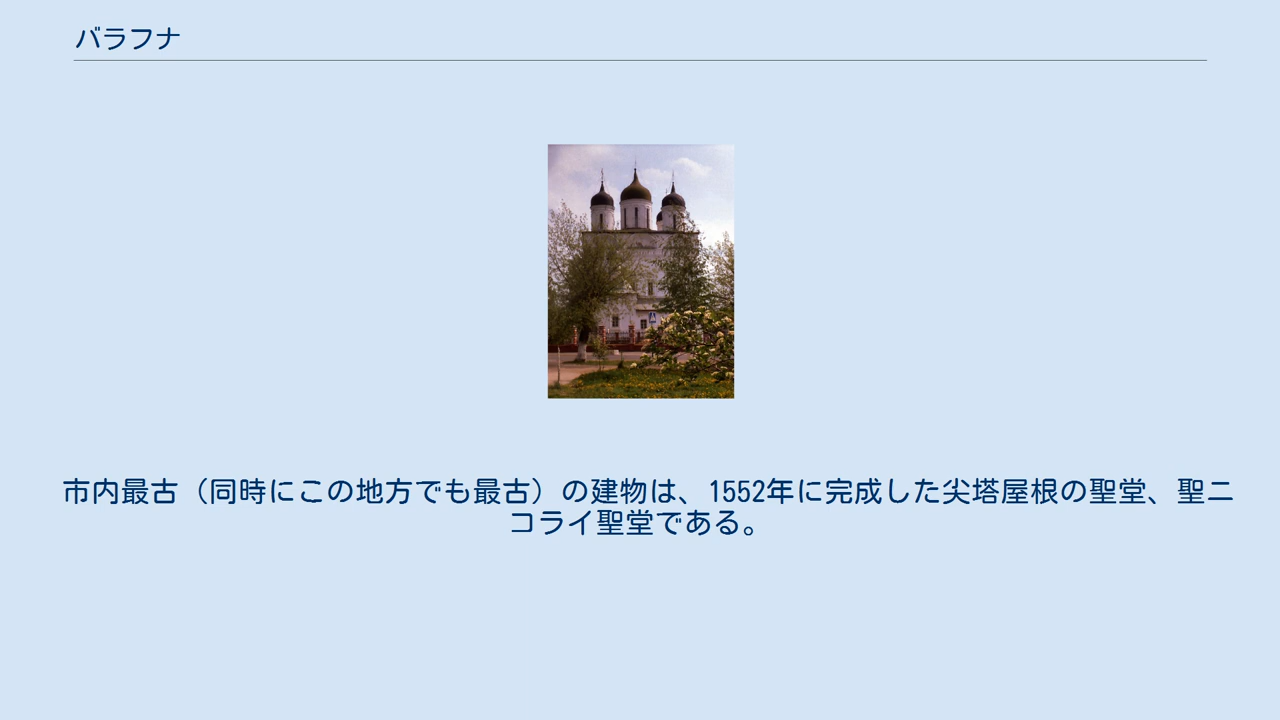 バラフナ
市内最古（同時にこの地方でも最古）の建物は、1552年に完成した尖塔屋根の聖堂、聖ニ
コライ聖堂である。